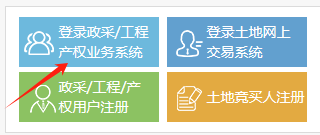 登录政采/工程
产权业务系统
登录土地网上
交易系统
政采/工程/产
权用户注册
土地竞买人注册